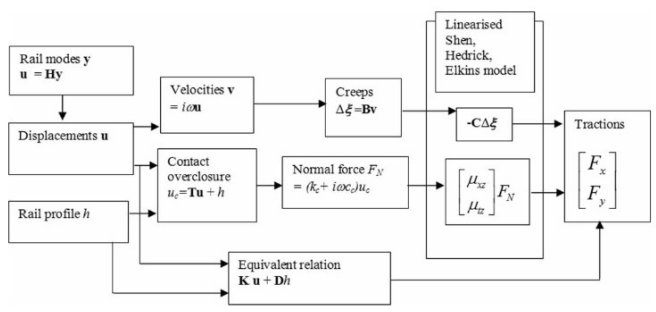 Rail modes y
u = Hy
Displacements u
Rail profile h
Velocities v
= iωu
Contact
overclosure
u꜀=Tu + h
Creeps
Δξ=Bv
Normal force F_N
= (k_c+ iωc_c)u_c
Linearised
Shen,
Hedrick,
Elkins model
-CΔξ
[μ_xz
μ_tz] F_N
Tractions
[F_x
F_y]
Equivalent relation
K u + Dh